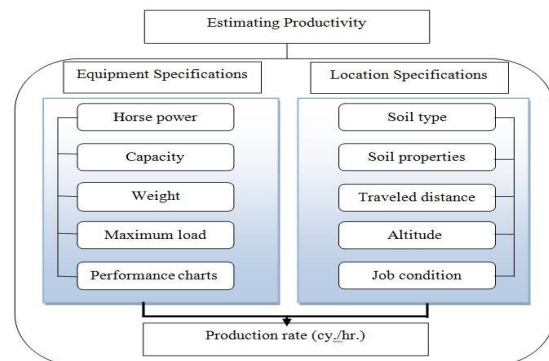 Estimating Productivity
Equipment Specifications
Location Specifications
Horse power
Capacity
Weight
Maximum load
Performance charts
Soil type
Soil properties
Traveled distance
Altitude
Job condition
Production rate (cy./hr.)